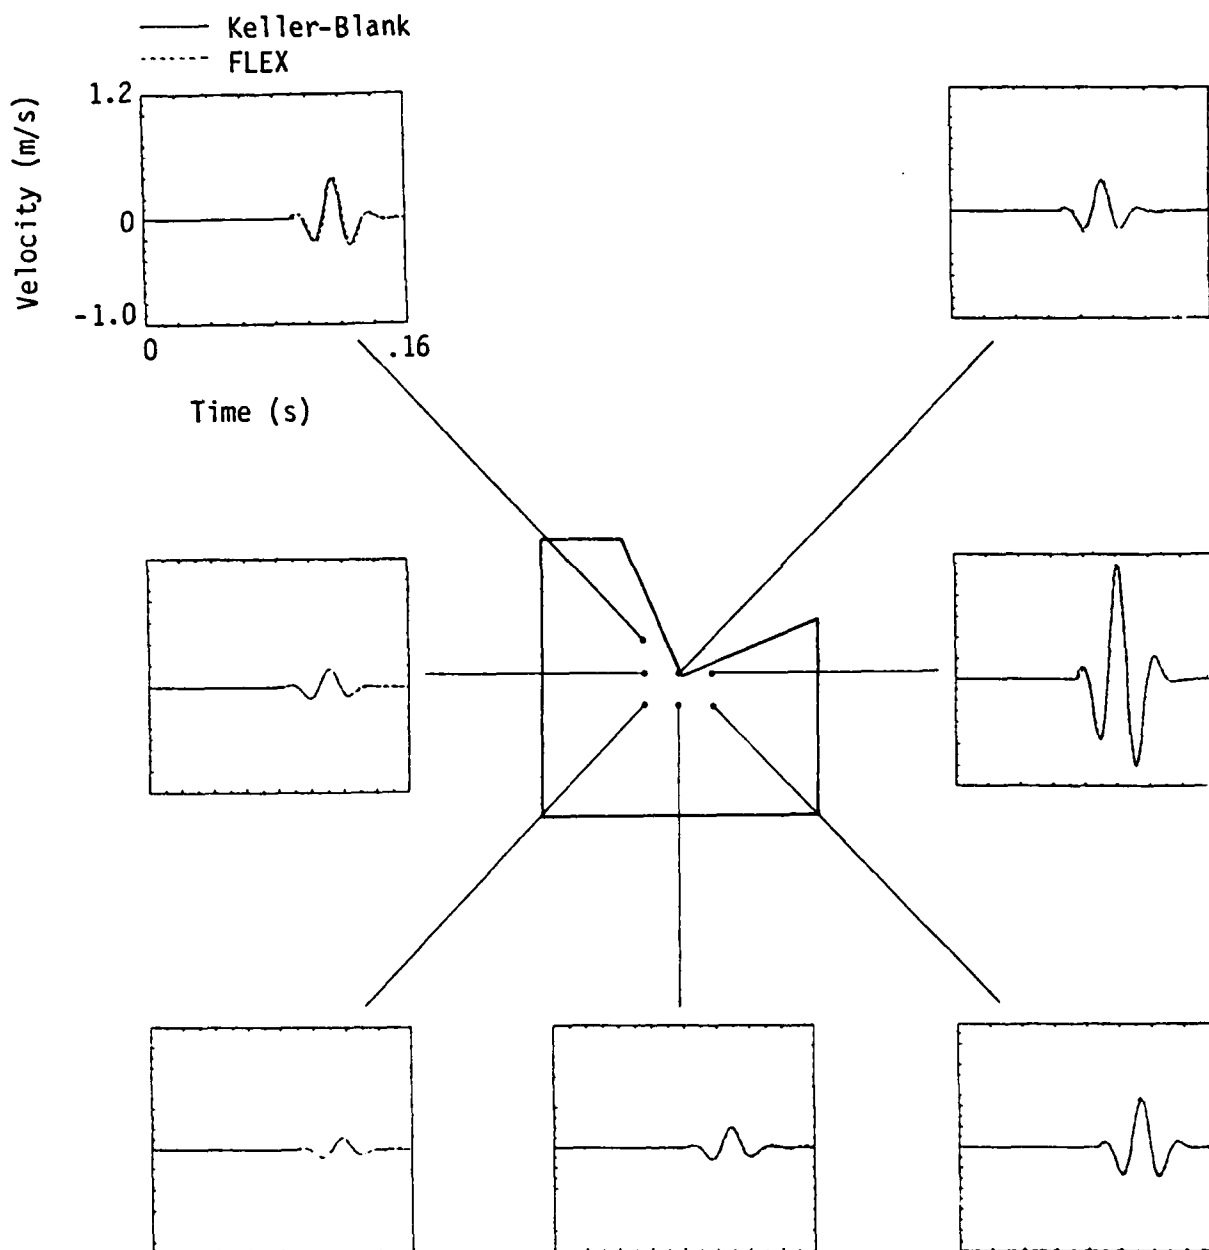 Keller-Blank
FLEX
1.2
0
-1.0
Velocity (m/s)
0
.16
Time (s)